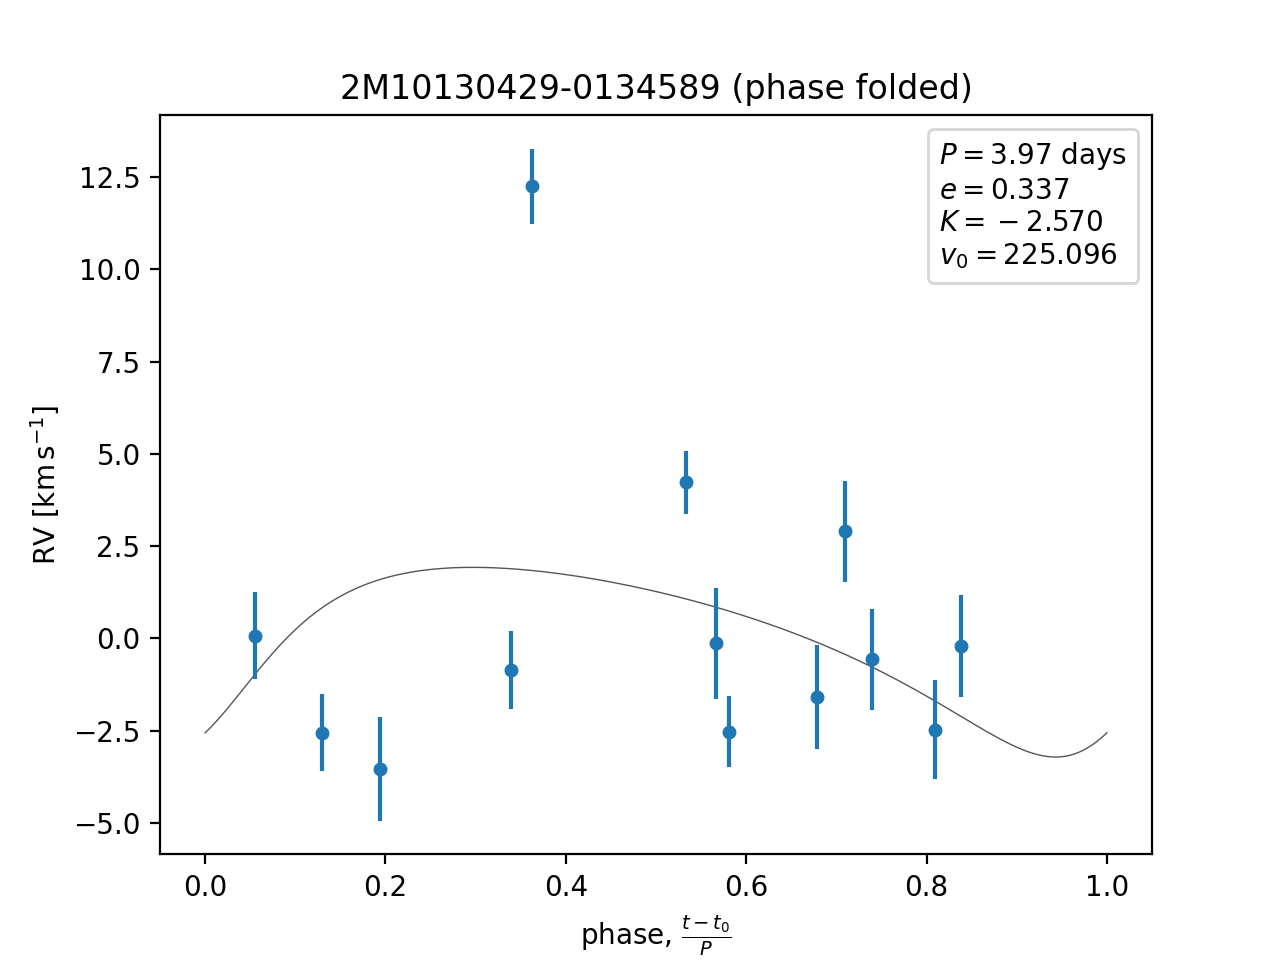 2M10130429-0134589 (phase folded)
P = 3.97 days
e = 0.337
K = −2.570
v₀ = 225.096
12.5
10.0
7.5
5.0
2.5
0.0
−2.5
−5.0
RV [km s⁻¹]
0.0 0.2 0.4 0.6 0.8 1.0
phase, (t − t₀)/P